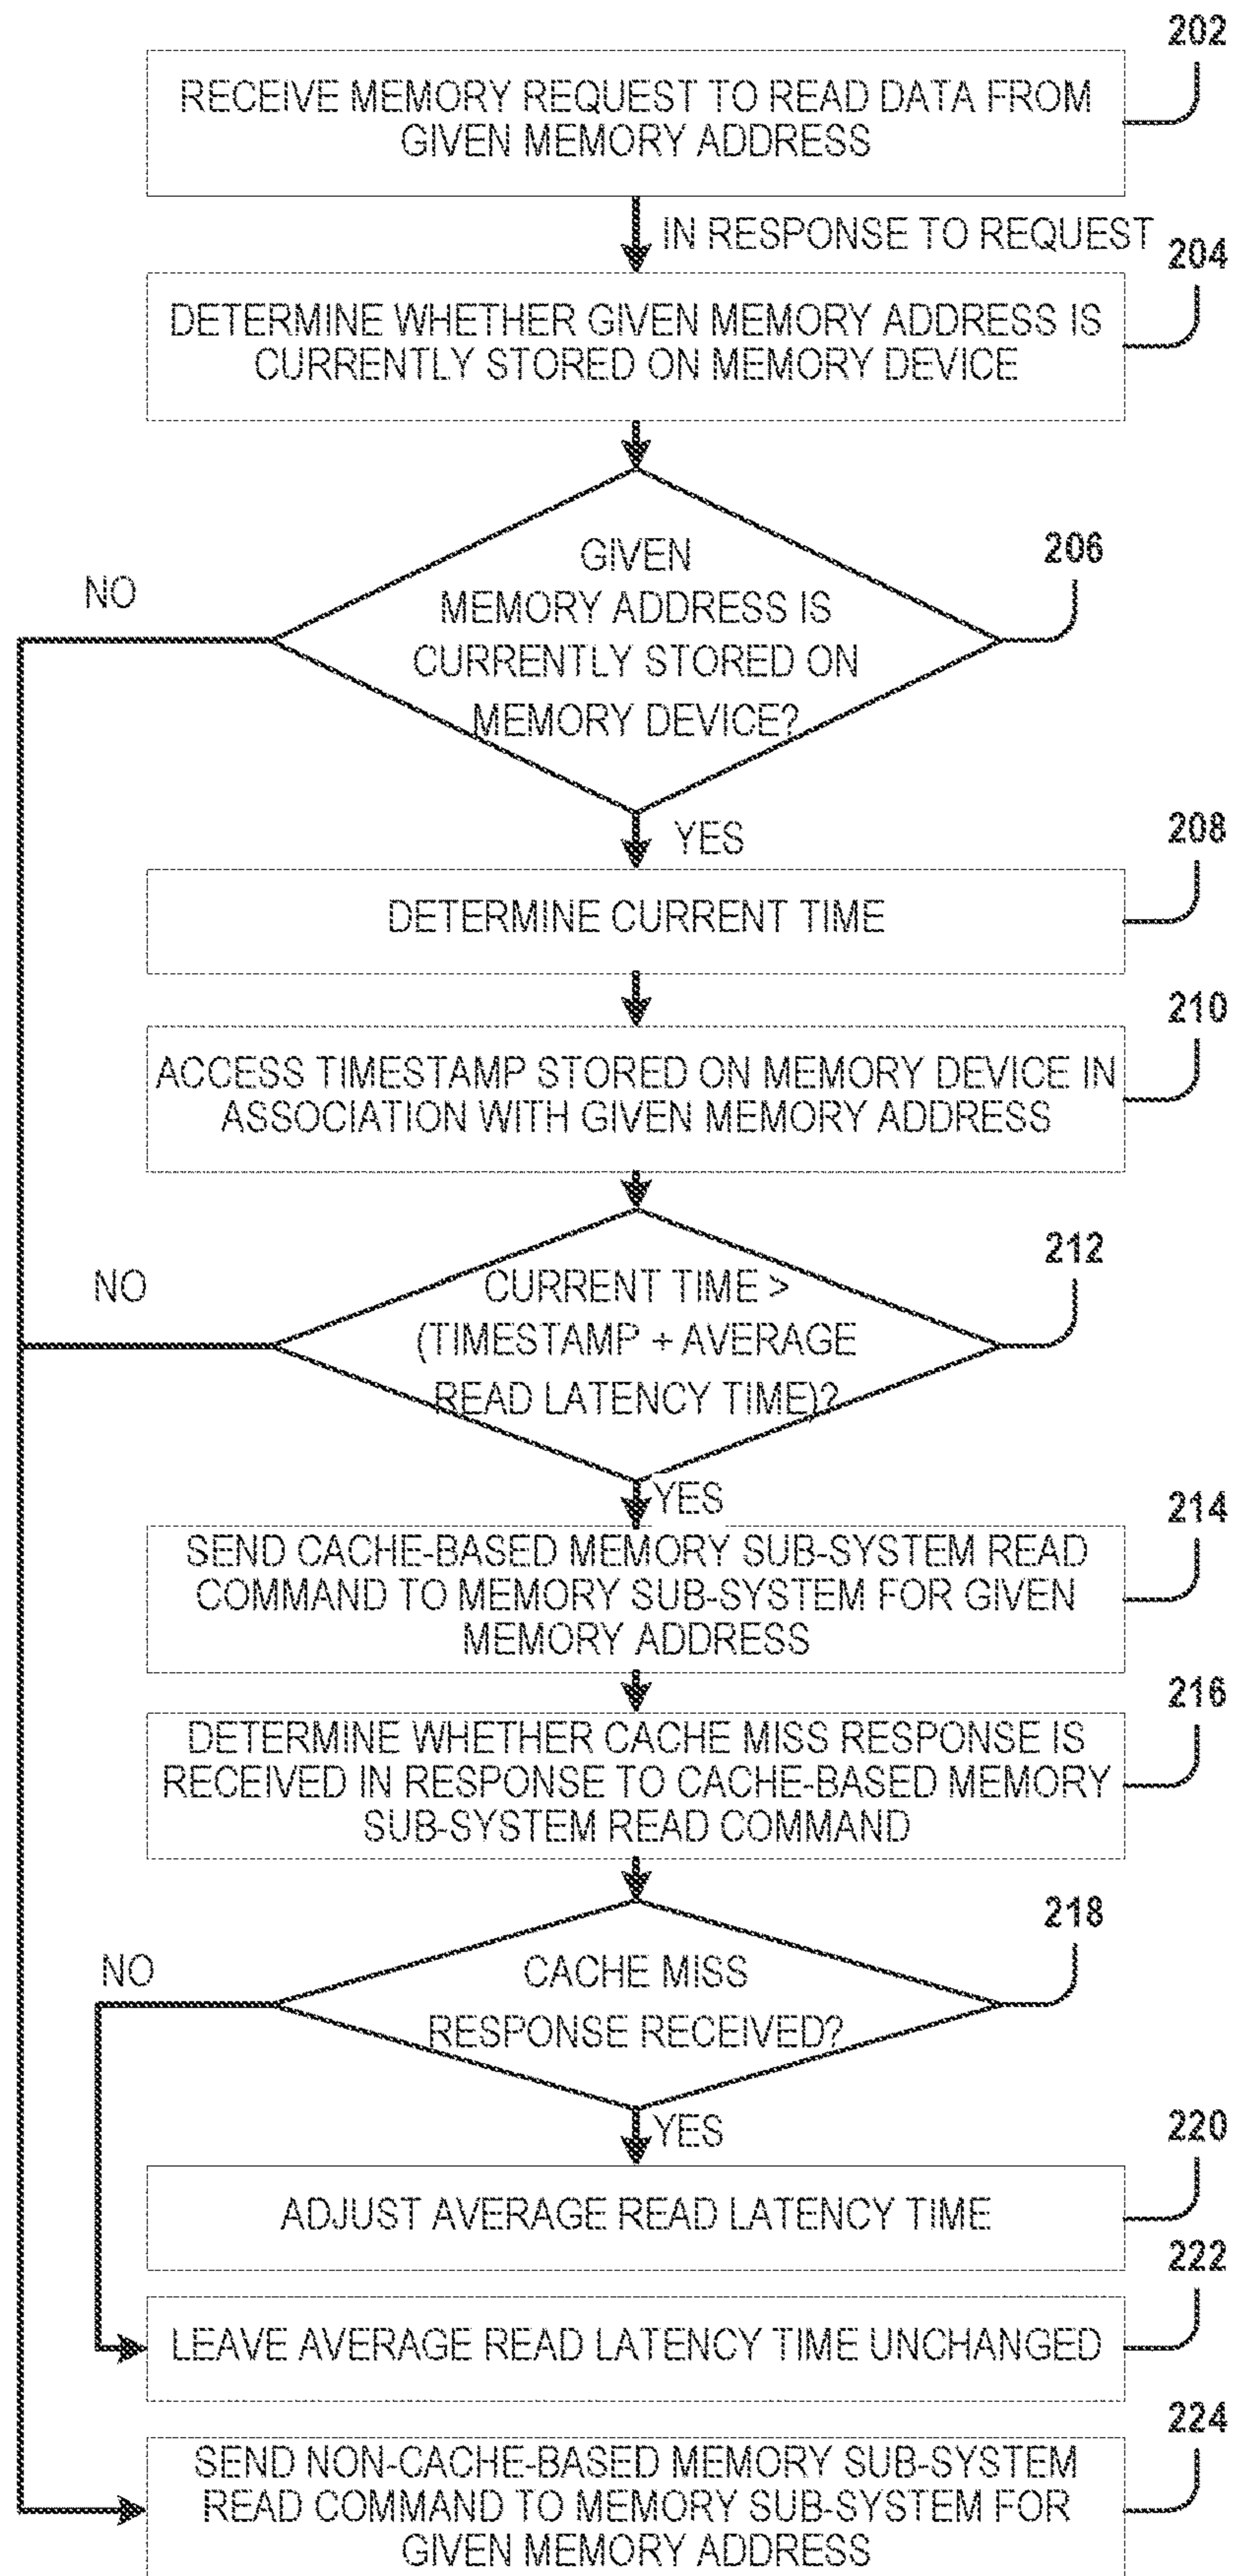 202
RECEIVE MEMORY REQUEST TO READ DATA FROM
GIVEN MEMORY ADDRESS
IN RESPONSE TO REQUEST
204
DETERMINE WHETHER GIVEN MEMORY ADDRESS IS
CURRENTLY STORED ON MEMORY DEVICE
206
NO
GIVEN
MEMORY ADDRESS IS
CURRENTLY STORED ON
MEMORY DEVICE?
YES
208
DETERMINE CURRENT TIME
210
ACCESS TIMESTAMP STORED ON MEMORY DEVICE IN
ASSOCIATION WITH GIVEN MEMORY ADDRESS
212
NO
CURRENT TIME >
(TIMESTAMP + AVERAGE
READ LATENCY TIME)?
YES
214
SEND CACHE-BASED MEMORY SUB-SYSTEM READ
COMMAND TO MEMORY SUB-SYSTEM FOR GIVEN
MEMORY ADDRESS
216
DETERMINE WHETHER CACHE MISS RESPONSE IS
RECEIVED IN RESPONSE TO CACHE-BASED MEMORY
SUB-SYSTEM READ COMMAND
218
NO
CACHE MISS
RESPONSE RECEIVED?
YES
220
ADJUST AVERAGE READ LATENCY TIME
222
LEAVE AVERAGE READ LATENCY TIME UNCHANGED
224
SEND NON-CACHE-BASED MEMORY SUB-SYSTEM
READ COMMAND TO MEMORY SUB-SYSTEM FOR
GIVEN MEMORY ADDRESS